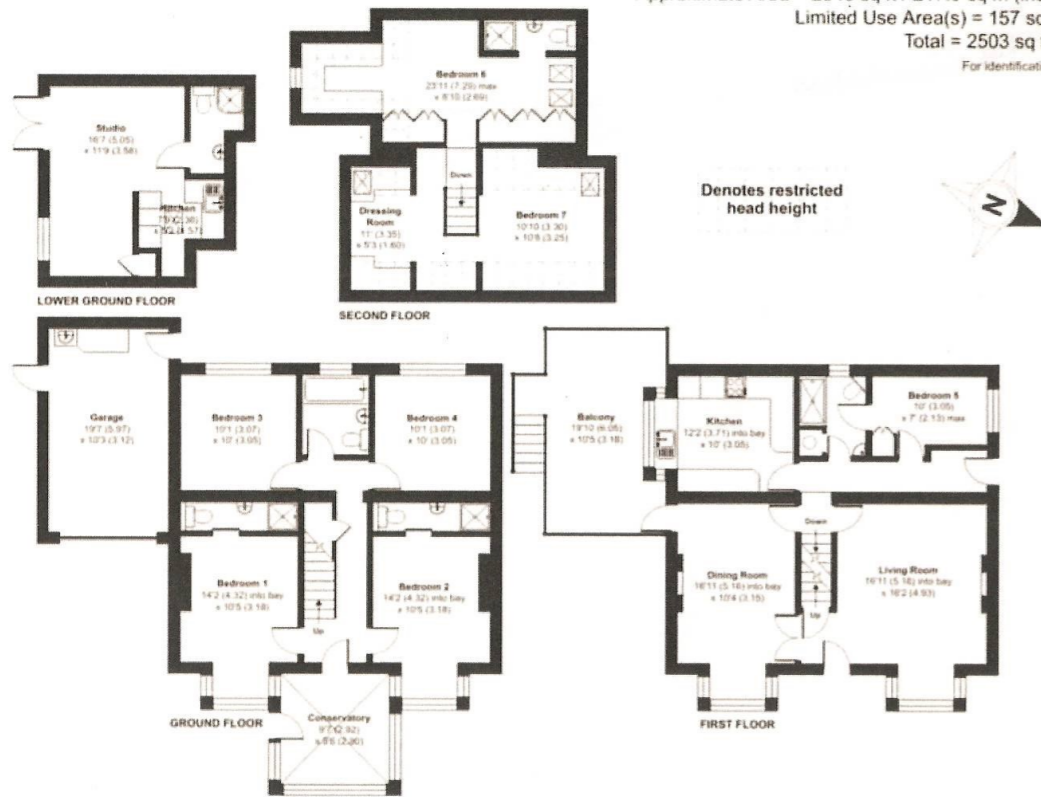 Limited Use Area(s) = 157 sq
Total = 2503 sq
For identificati
Bedroom 6
23'11 (7.29) max
x 8'10 (2.69)
Studio
16'7 (5.05)
x 11'9 (3.58)
Kitchen
Down
Dressing
Room
11' (3.35)
x 5'3 (1.60)
Bedroom 7
10'10 (3.30)
x 10'8 (3.25)
Denotes restricted
head height
N
LOWER GROUND FLOOR
SECOND FLOOR
Garage
19'7 (5.97)
x 10'3 (3.12)
Bedroom 3
10'1 (3.07)
x 10' (3.05)
Bedroom 4
10'1 (3.07)
x 10' (3.05)
Bedroom 1
14'2 (4.32) into bay
x 10'5 (3.18)
Bedroom 2
14'2 (4.32) into bay
x 10'5 (3.18)
Up
Conservatory
GROUND FLOOR
Balcony
19'10 (6.05)
x 10'5 (3.18)
Kitchen
12'2 (3.71) into bay
x 10' (3.05)
Bedroom 5
10' (3.05)
x 7' (2.13) max
Down
Dining Room
16'11 (5.16) into bay
x 10'4 (3.15)
Living Room
16'11 (5.16) into bay
x 16'2 (4.93)
Up
FIRST FLOOR